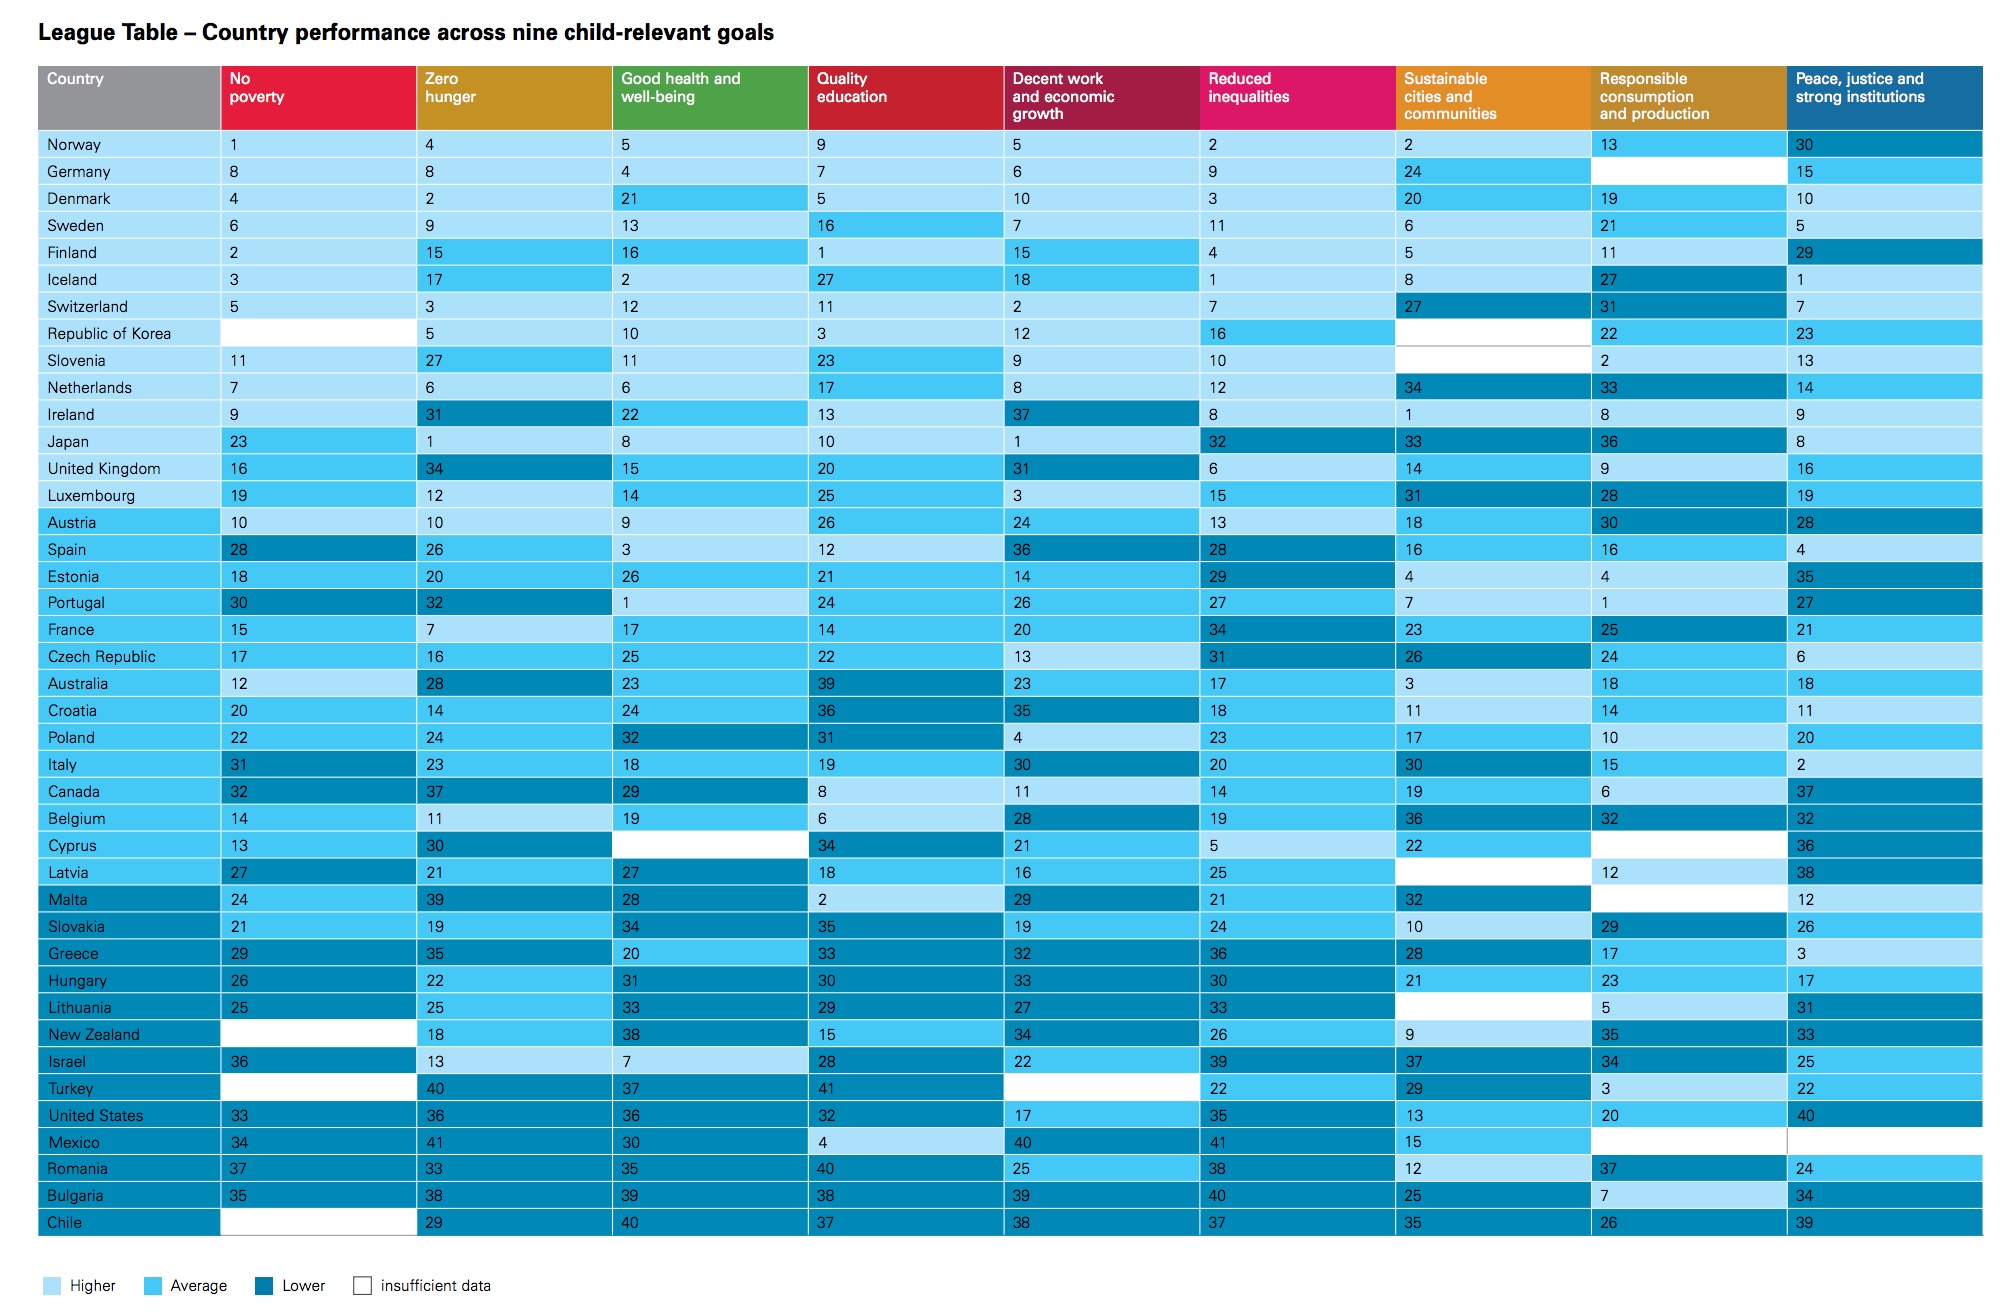 League Table – Country performance across nine child-relevant goals
Country No poverty Zero hunger Good health and well-being Quality education Decent work and economic growth Reduced inequalities Sustainable cities and communities Responsible consumption and production Peace, justice and strong institutions
Norway 1 4 5 9 5 2 2 13 30
Germany 8 8 4 7 6 9 24 15
Denmark 4 2 21 5 10 3 20 19 10
Sweden 6 9 13 16 7 11 6 21 5
Finland 2 15 16 1 15 4 5 11 29
Iceland 3 17 2 27 18 1 8 27 1
Switzerland 5 3 12 11 2 7 27 31 7
Republic of Korea 5 10 3 12 16 22 23
Slovenia 11 27 11 23 9 10 2 13
Netherlands 7 6 6 17 8 12 34 33 14
Ireland 9 31 22 13 37 8 1 8 9
Japan 23 1 8 10 1 32 33 36 8
United Kingdom 16 34 15 20 31 6 14 9 16
Luxembourg 19 12 14 25 3 15 31 28 19
Austria 10 10 9 26 24 13 18 30 28
Spain 28 26 3 12 36 28 16 16 4
Estonia 18 20 26 21 14 29 4 4 35
Portugal 30 32 1 24 26 27 7 1 27
France 15 7 17 14 20 34 23 25 21
Czech Republic 17 16 25 22 13 31 26 24 6
Australia 12 28 23 39 23 17 3 18 18
Croatia 20 14 24 36 35 18 11 14 11
Poland 22 24 32 31 4 23 17 10 20
Italy 31 23 18 19 30 20 30 15 2
Canada 32 37 29 8 11 14 19 6 37
Belgium 14 11 19 6 28 19 36 32 32
Cyprus 13 30 34 21 5 22 36
Latvia 27 21 27 18 16 25 12 38
Malta 24 39 28 2 29 21 32 12
Slovakia 21 19 34 35 19 24 10 29 26
Greece 29 35 20 33 32 36 28 17 3
Hungary 26 22 31 30 33 30 21 23 17
Lithuania 25 25 33 29 27 33 5 31
New Zealand 18 38 15 34 26 9 35 33
Israel 36 13 7 28 22 39 37 34 25
Turkey 40 37 41 22 29 3 22
United States 33 36 36 32 17 35 13 20 40
Mexico 34 41 30 4 40 41 15
Romania 37 33 35 40 25 38 12 37 24
Bulgaria 35 38 39 38 39 40 25 7 34
Chile 29 40 37 38 37 35 26 39
Higher Average Lower insufficient data